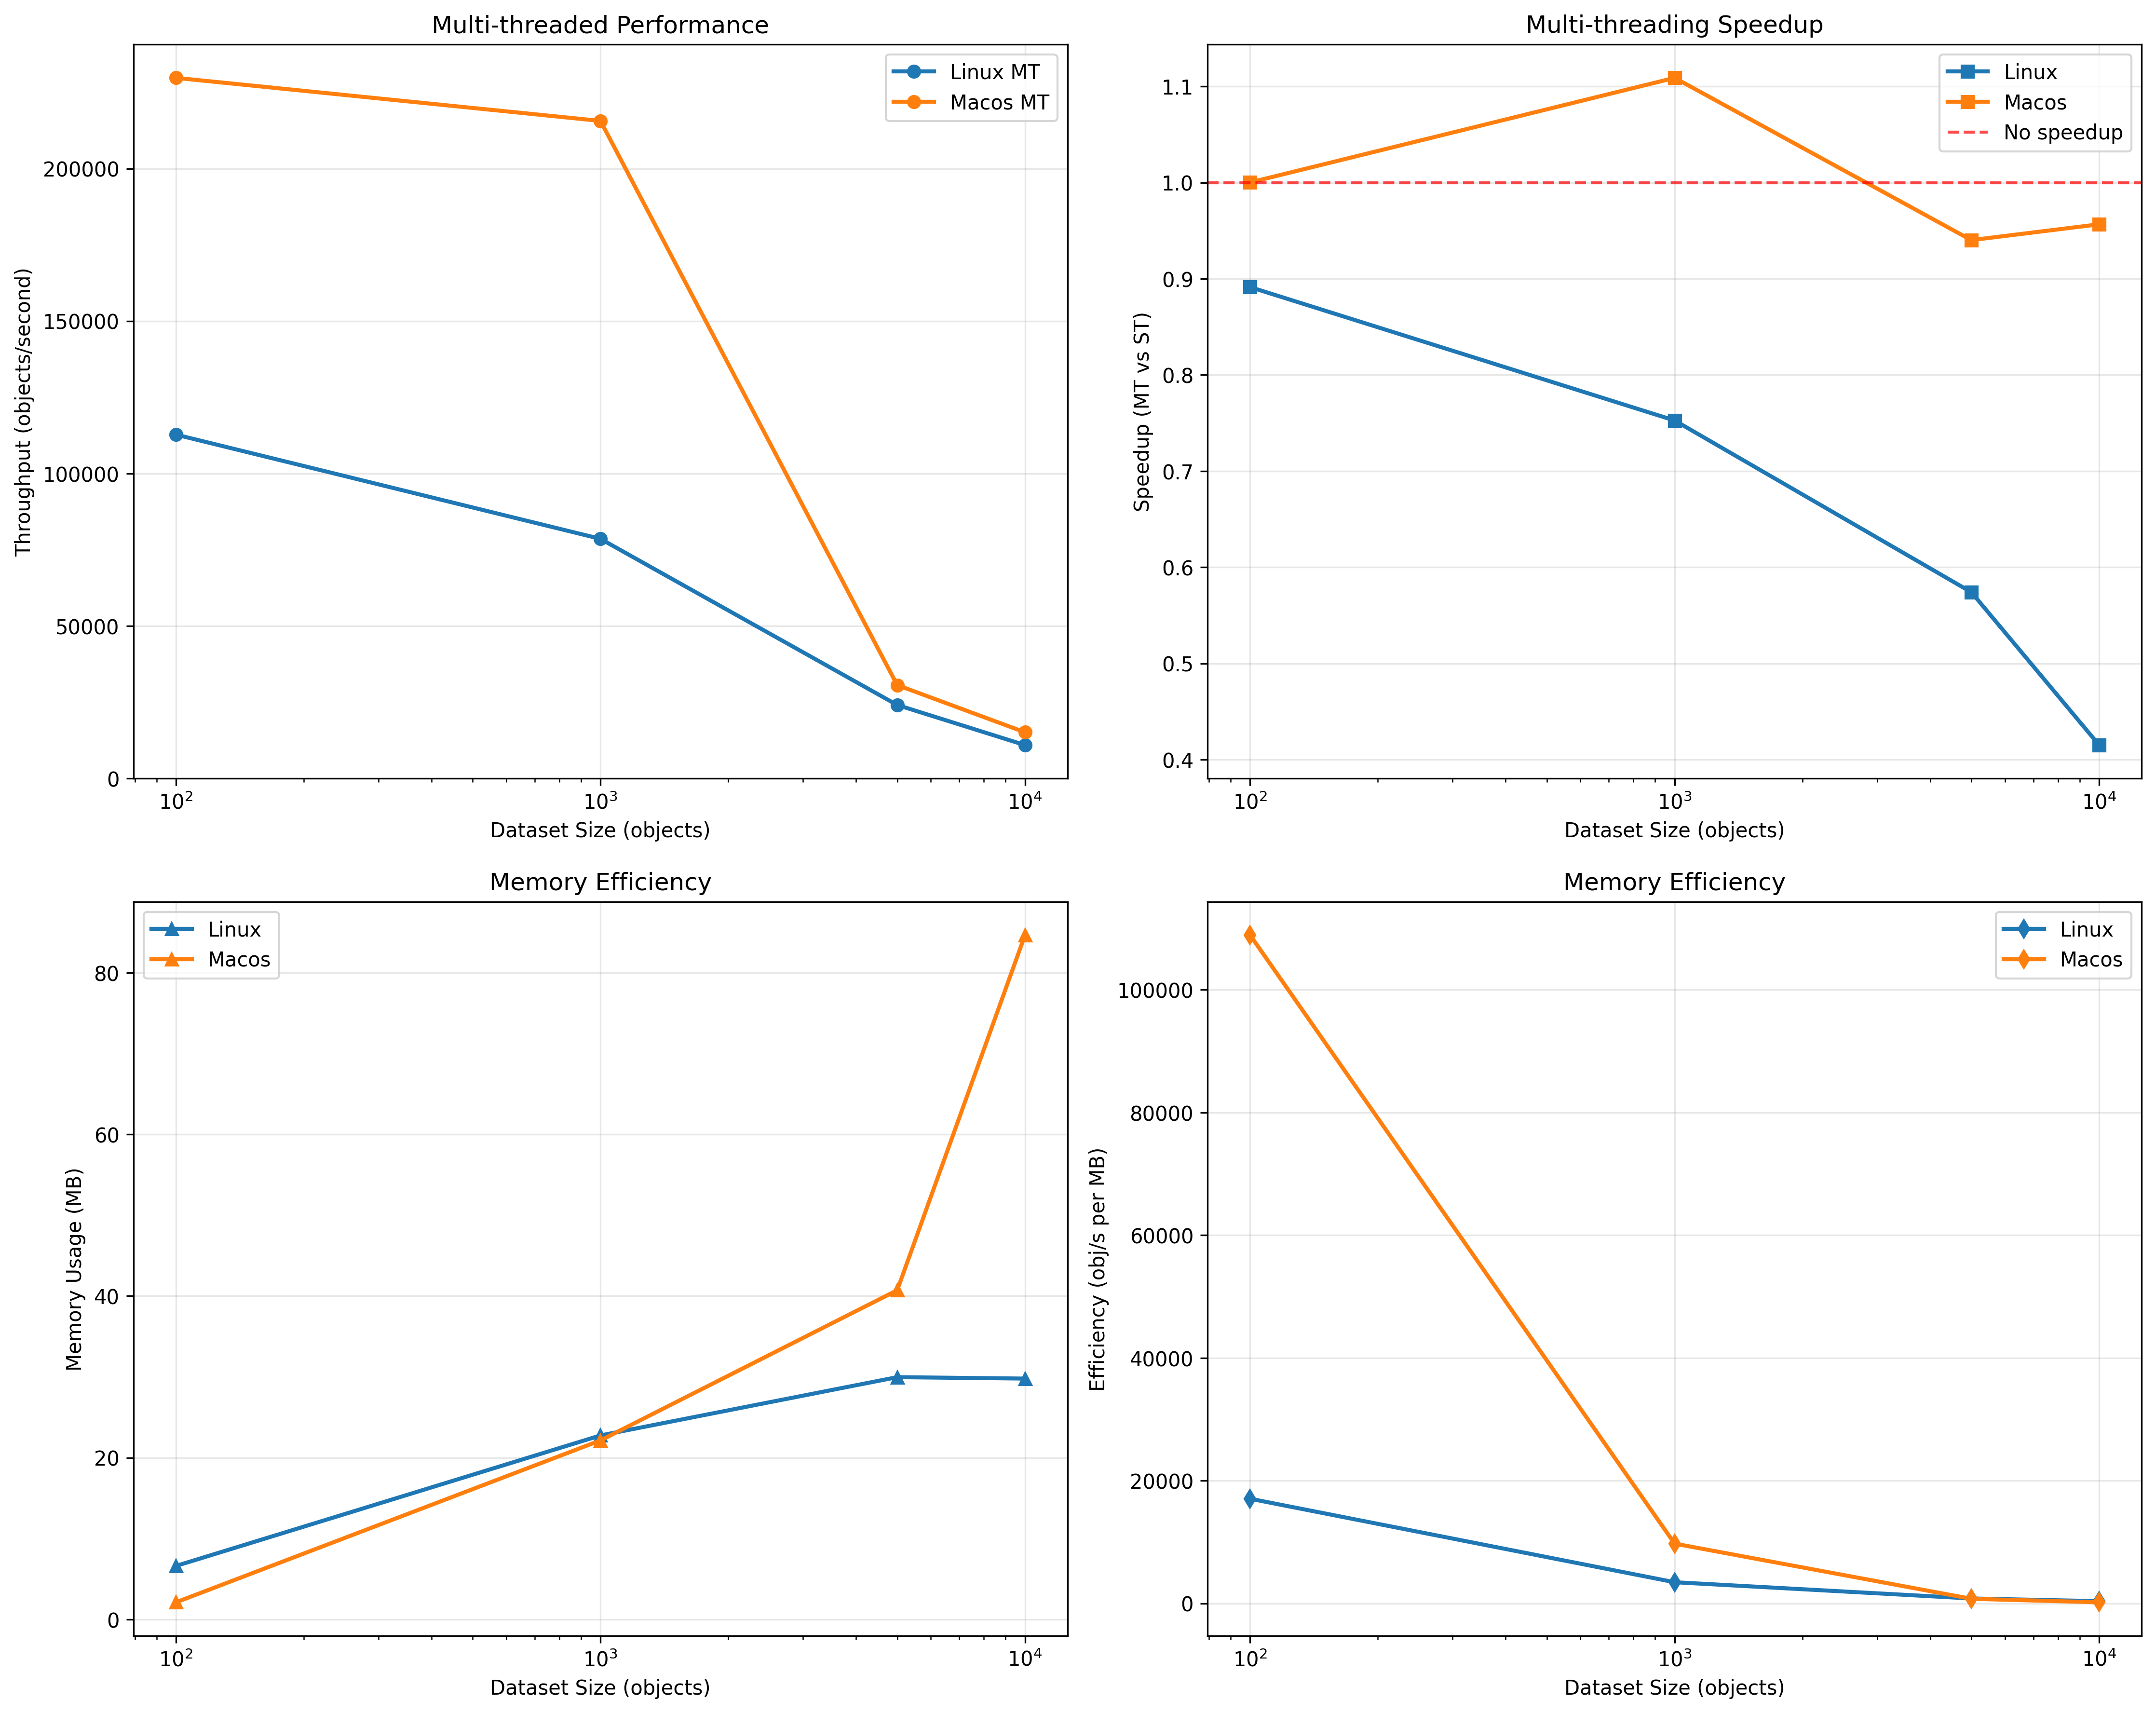 Multi-threaded Performance
Throughput (objects/second)
200000
150000
100000
50000
0
Linux MT
Macos MT
10²
10³
10⁴
Dataset Size (objects)
Multi-threading Speedup
Speedup (MT vs ST)
1.1
1.0
0.9
0.8
0.7
0.6
0.5
0.4
Linux
Macos
No speedup
10²
10³
10⁴
Dataset Size (objects)
Memory Efficiency
Memory Usage (MB)
80
60
40
20
0
Linux
Macos
10²
10³
10⁴
Dataset Size (objects)
Memory Efficiency
Efficiency (obj/s per MB)
100000
80000
60000
40000
20000
0
Linux
Macos
10²
10³
10⁴
Dataset Size (objects)